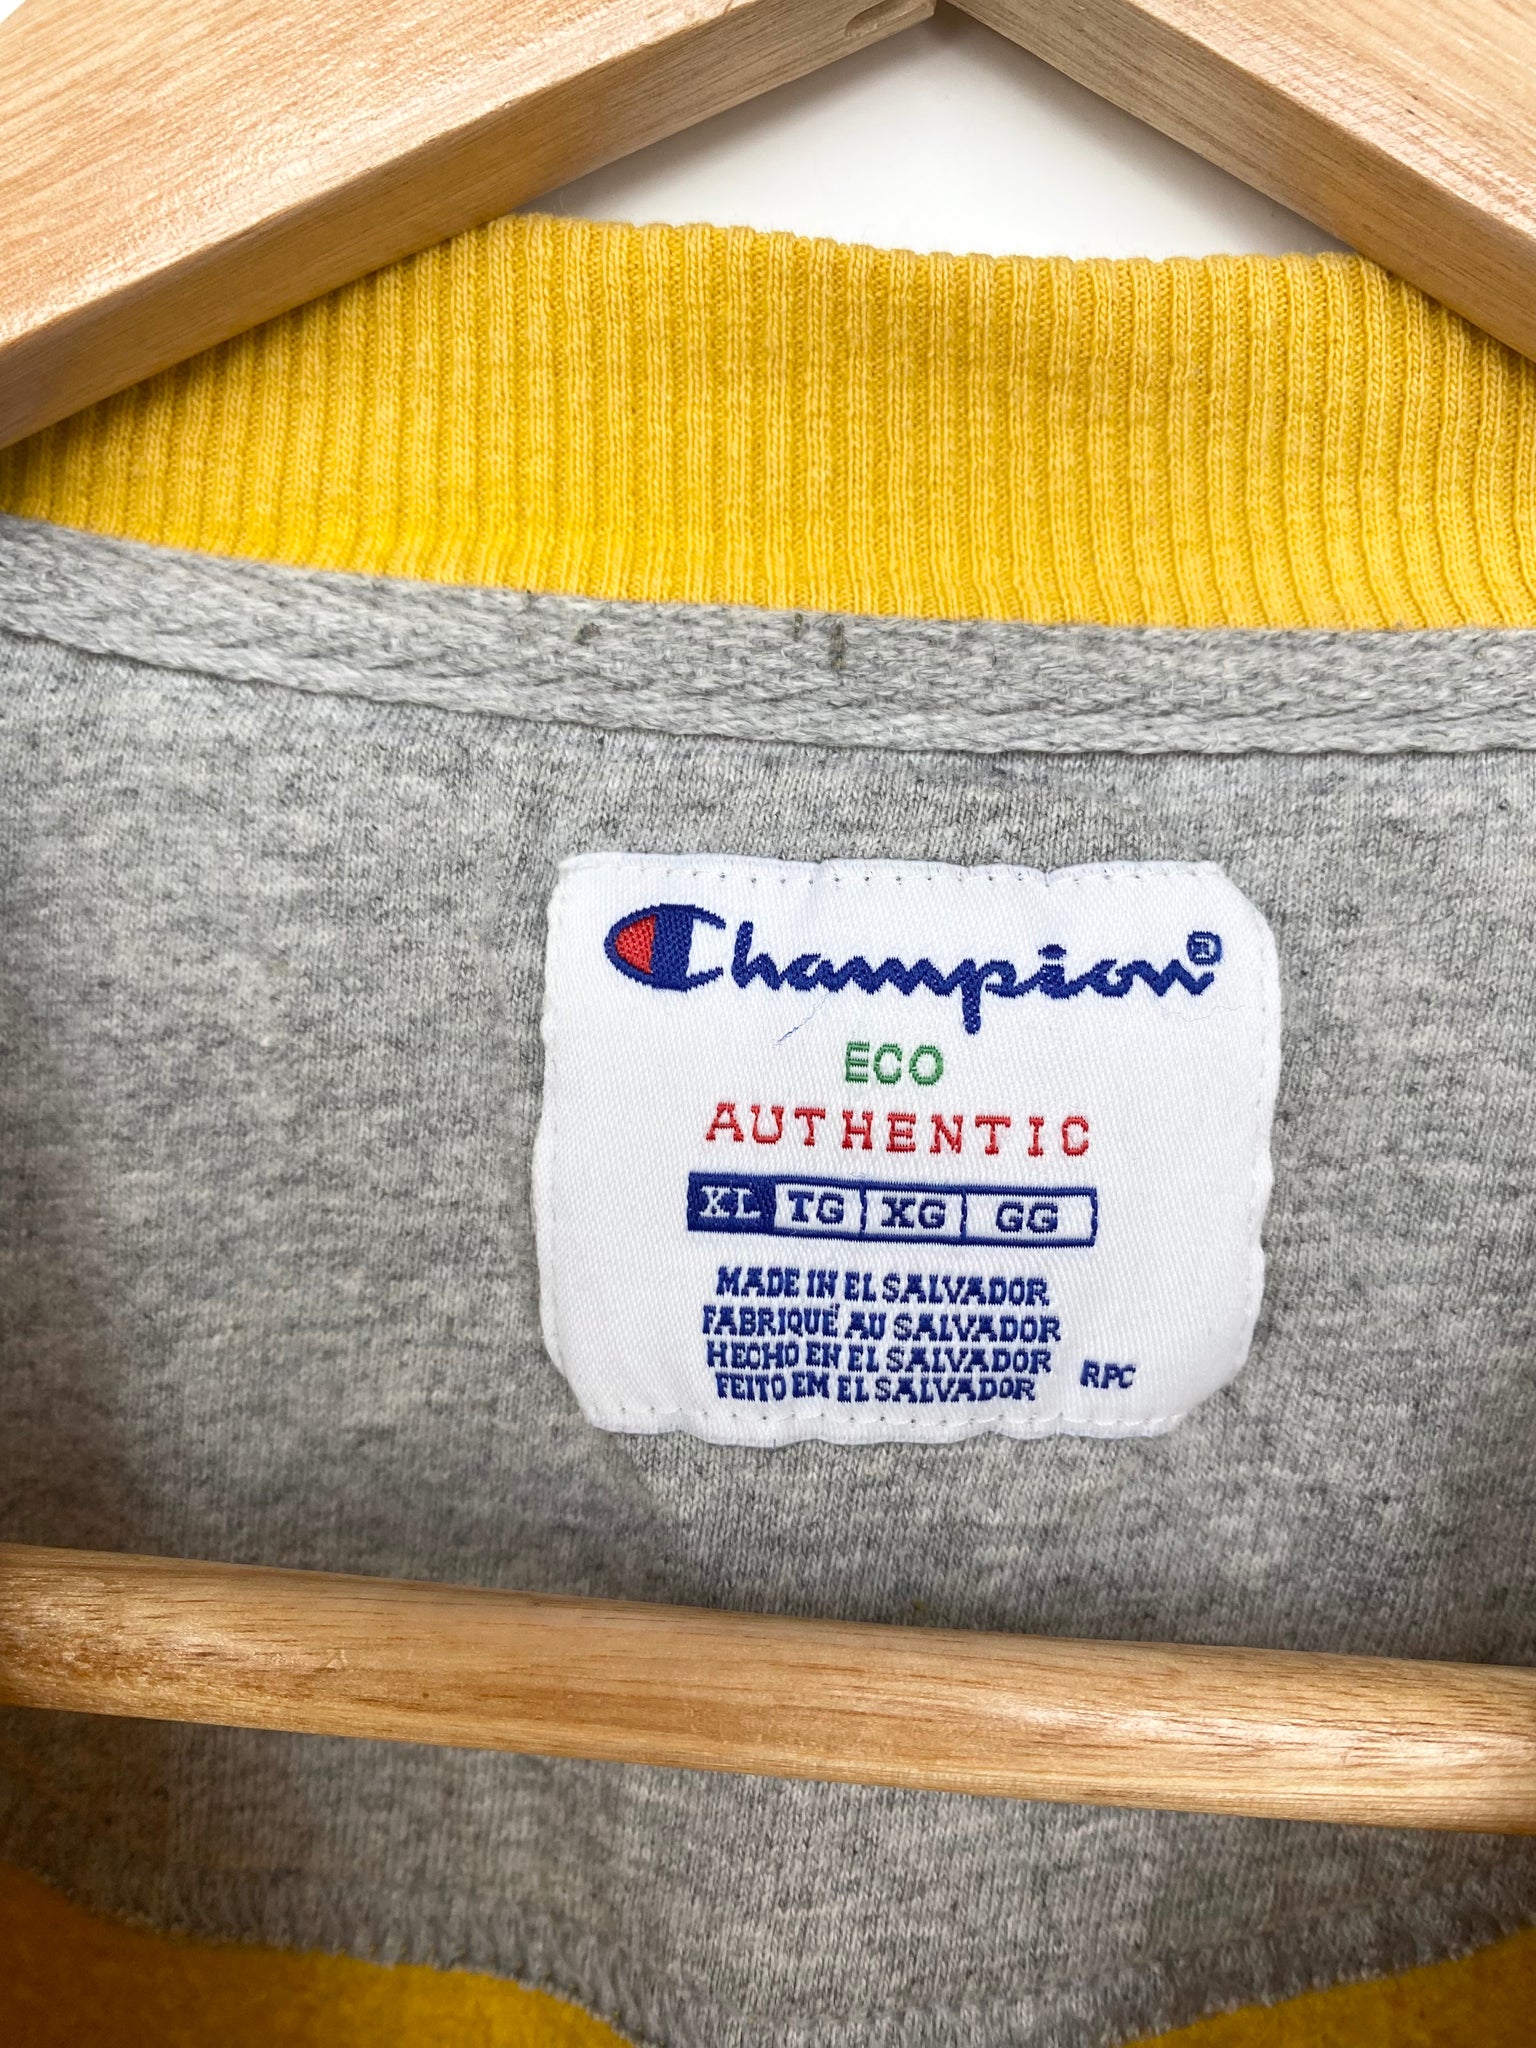 Champion®
ECO
AUTHENTIC
XL TG XG GG
MADE IN EL SALVADOR
FABRIQUÉ AU SALVADOR
HECHO EN EL SALVADOR
FEITO EM EL SALVADOR RPC